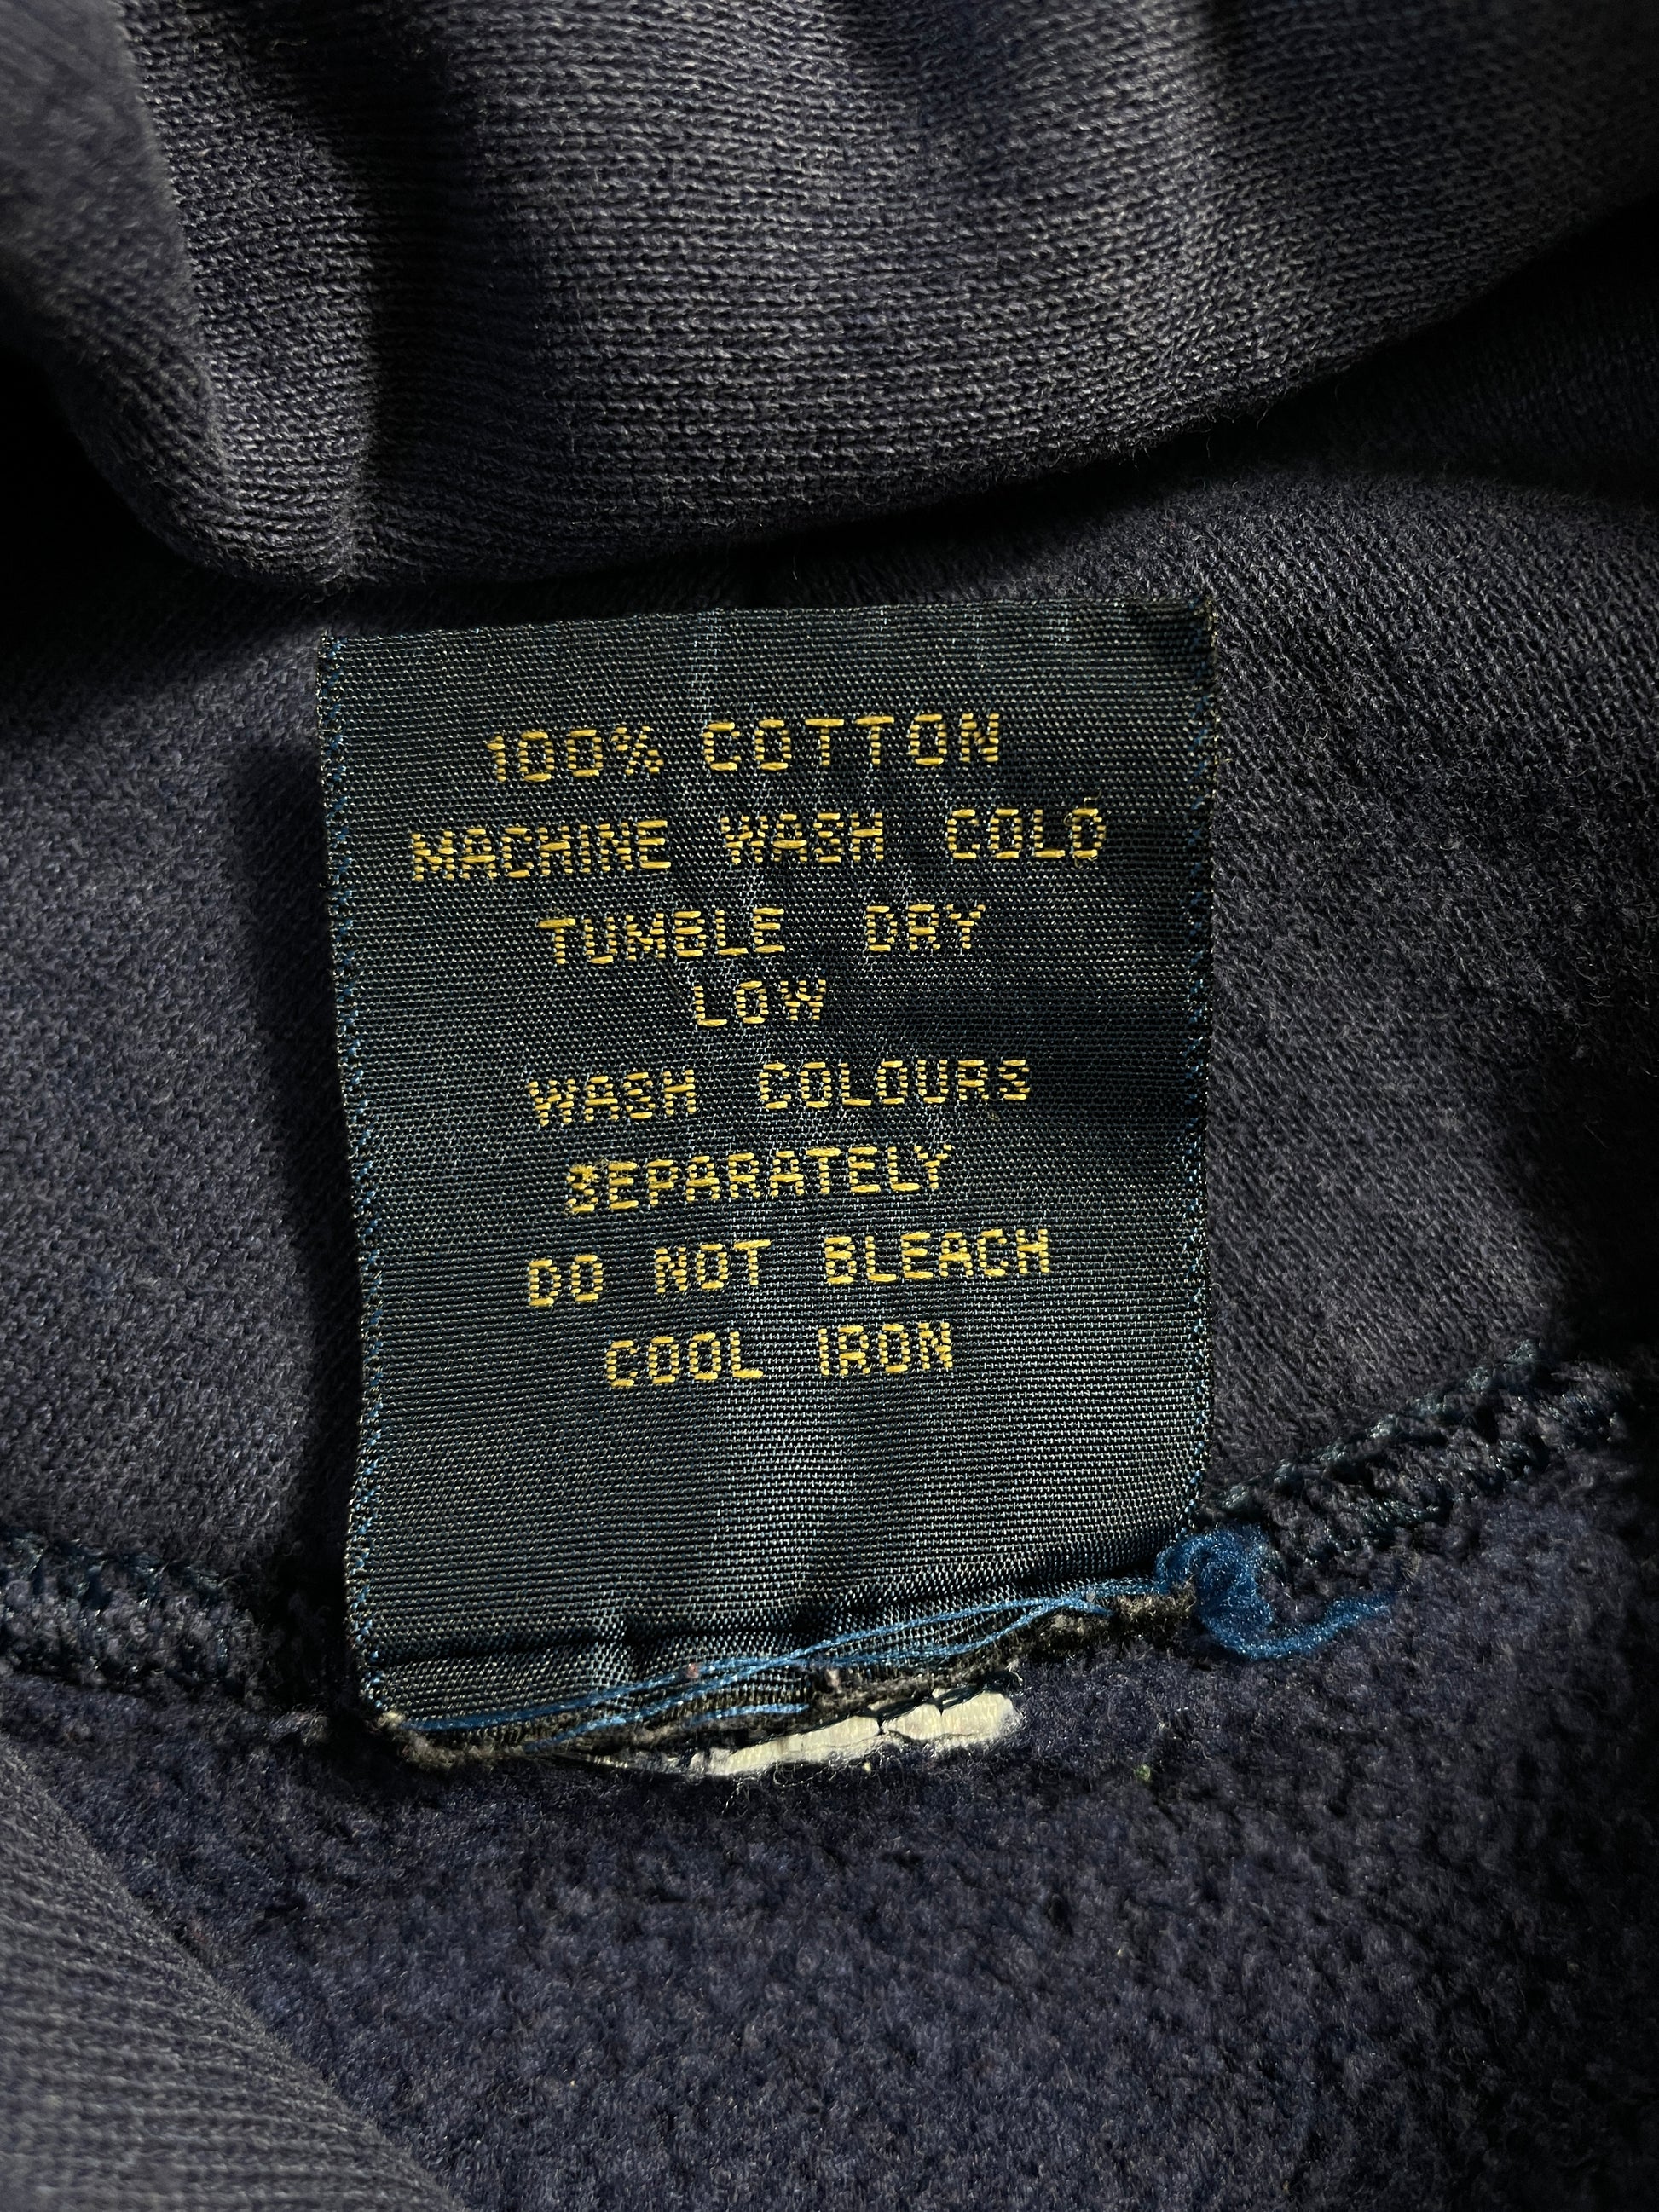 100% COTTON
MACHINE WASH COLD
TUMBLE DRY
LOW
WASH COLOURS
SEPARATELY
DO NOT BLEACH
COOL IRON